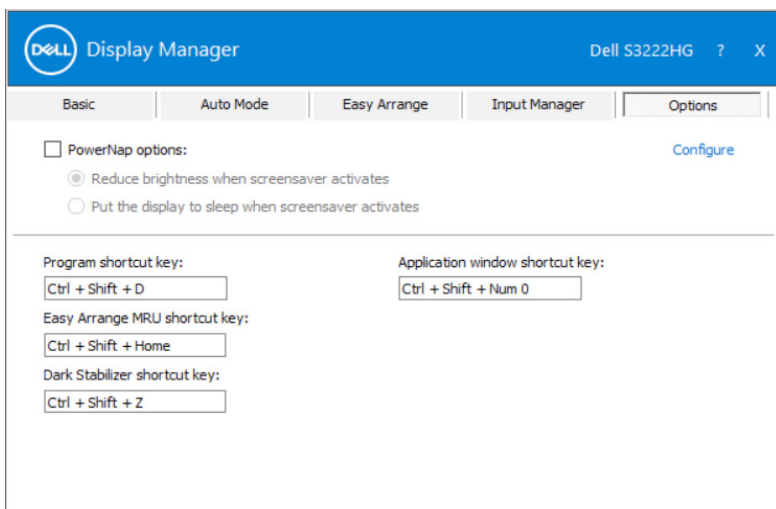 DELL Display Manager Dell S3222HG ? X
Basic Auto Mode Easy Arrange Input Manager Options
PowerNap options: Configure
Reduce brightness when screensaver activates
Put the display to sleep when screensaver activates
Program shortcut key: Application window shortcut key:
Ctrl + Shift + D Ctrl + Shift + Num 0
Easy Arrange MRU shortcut key:
Ctrl + Shift + Home
Dark Stabilizer shortcut key:
Ctrl + Shift + Z